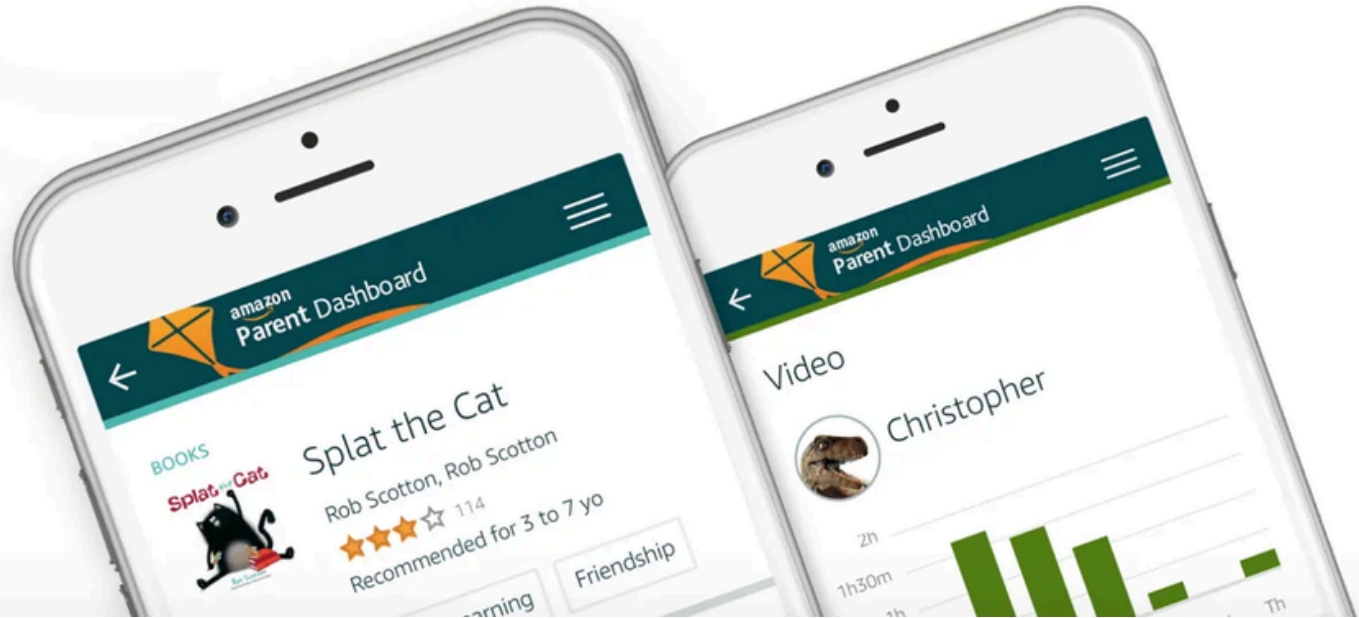 amazon
Parent Dashboard
BOOKS
Splat the Cat
Splat the Cat
Rob Scotton, Rob Scotton
114
Recommended for 3 to 7 yo
Friendship
amazon
Parent Dashboard
Video
Christopher
2h
1h30m
1h
Th